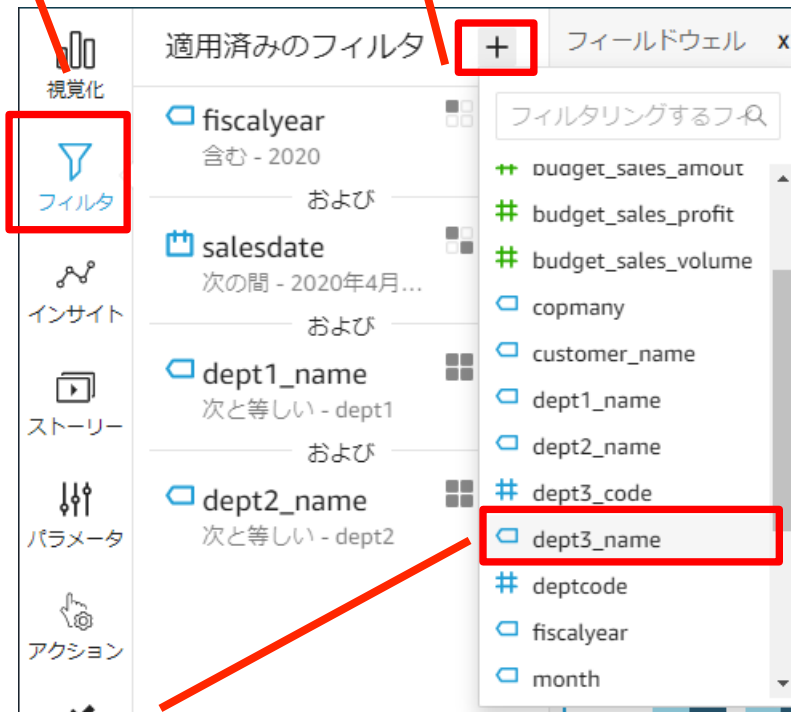 視覚化
フィルタ
インサイト
ストーリー
パラメータ
アクション
適用済みのフィルタ
+
fiscalyear
含む - 2020
および
salesdate
次の間 - 2020年4月...
および
dept1_name
次と等しい - dept1
および
dept2_name
次と等しい - dept2
フィールドウェル x
フィルタリングするフィ
budget_sales_amout
budget_sales_profit
budget_sales_volume
copmany
customer_name
dept1_name
dept2_name
dept3_code
dept3_name
deptcode
fiscalyear
month